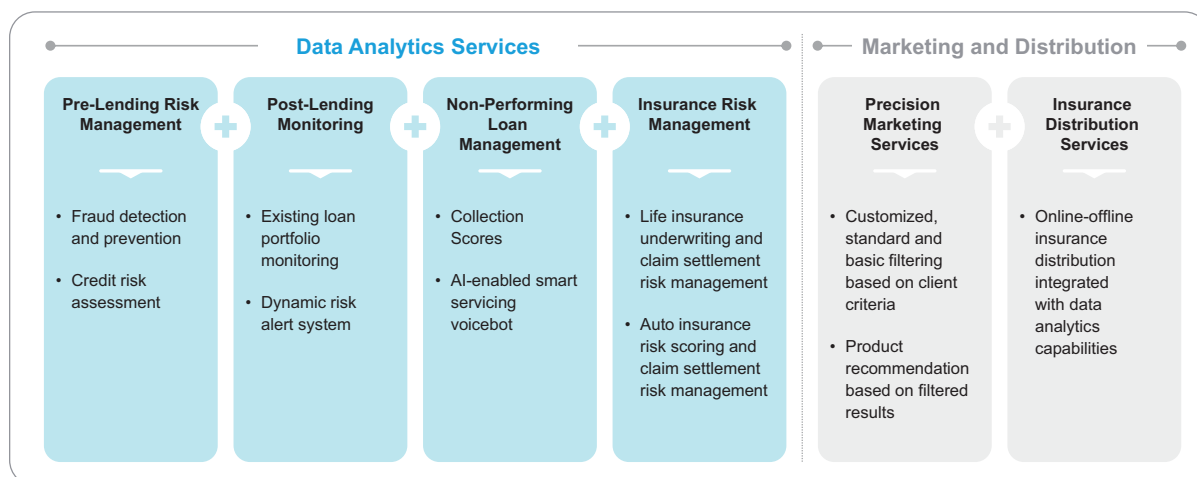 Data Analytics Services
Marketing and Distribution
Pre-Lending Risk
Management
• Fraud detection
and prevention
• Credit risk
assessment
Post-Lending
Monitoring
• Existing loan
portfolio
monitoring
• Dynamic risk
alert system
Non-Performing
Loan
Management
• Collection
Scores
• AI-enabled smart
servicing
voicebot
Insurance Risk
Management
• Life insurance
underwriting and
claim settlement
risk management
• Auto insurance
risk scoring and
claim settlement
risk management
Precision
Marketing
Services
• Customized,
standard and
basic filtering
based on client
criteria
• Product
recommendation
based on filtered
results
Insurance
Distribution
Services
• Online-offline
insurance
distribution
integrated
with data
analytics
capabilities